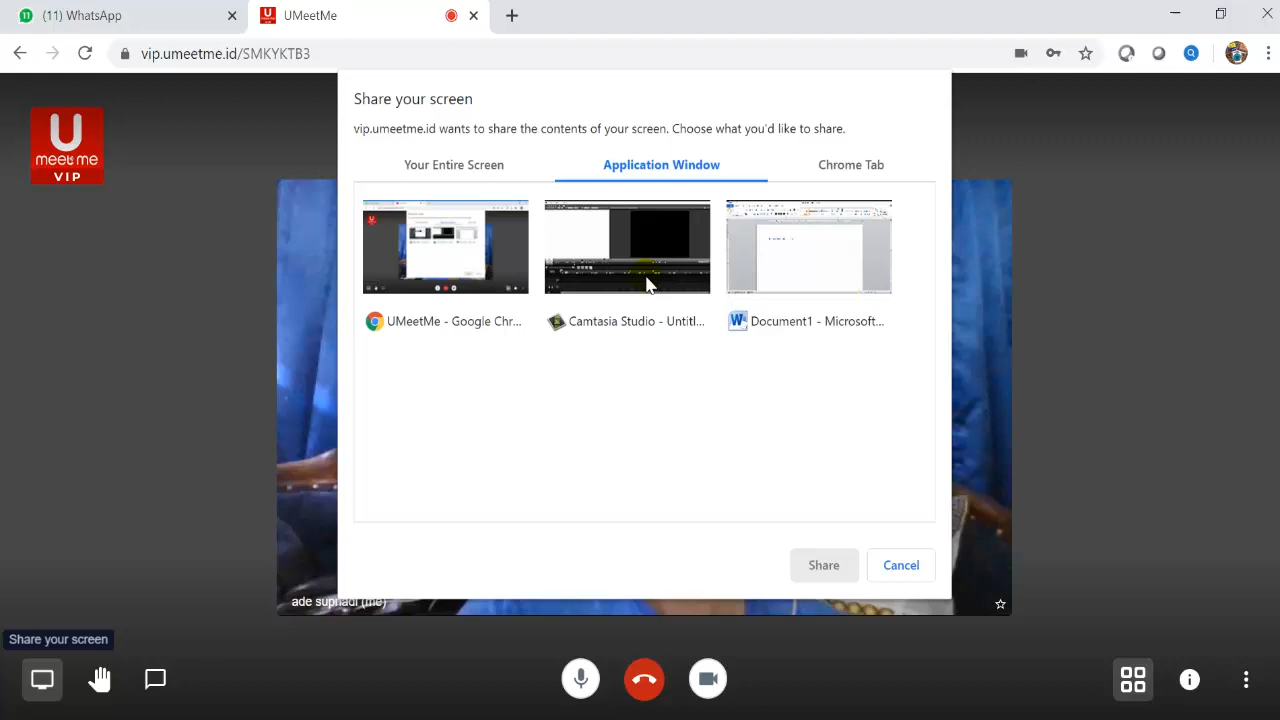 (11) WhatsApp
UMeetMe
vip.umeetme.id/SMKYKTB3
U
meet me
VIP
Share your screen
vip.umeetme.id wants to share the contents of your screen. Choose what you'd like to share.
Your Entire Screen
Application Window
Chrome Tab
UMeetMe - Google Chr...
Camtasia Studio - Untitl...
Document1 - Microsoft...
Share
Cancel
ade suphadi (me)
Share your screen